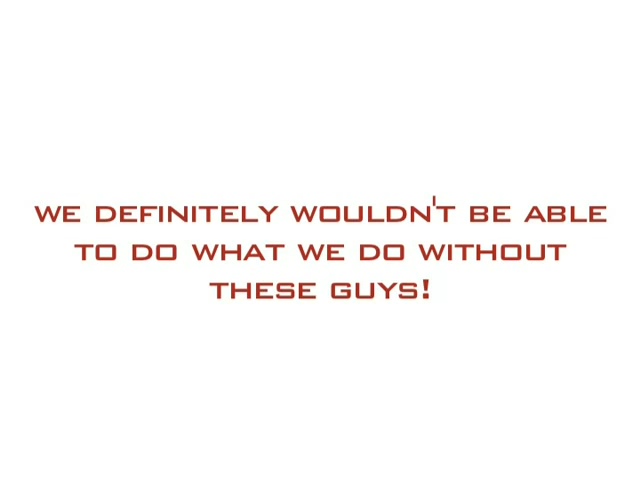 WE DEFINITELY WOULDN'T BE ABLE
TO DO WHAT WE DO WITHOUT
THESE GUYS!